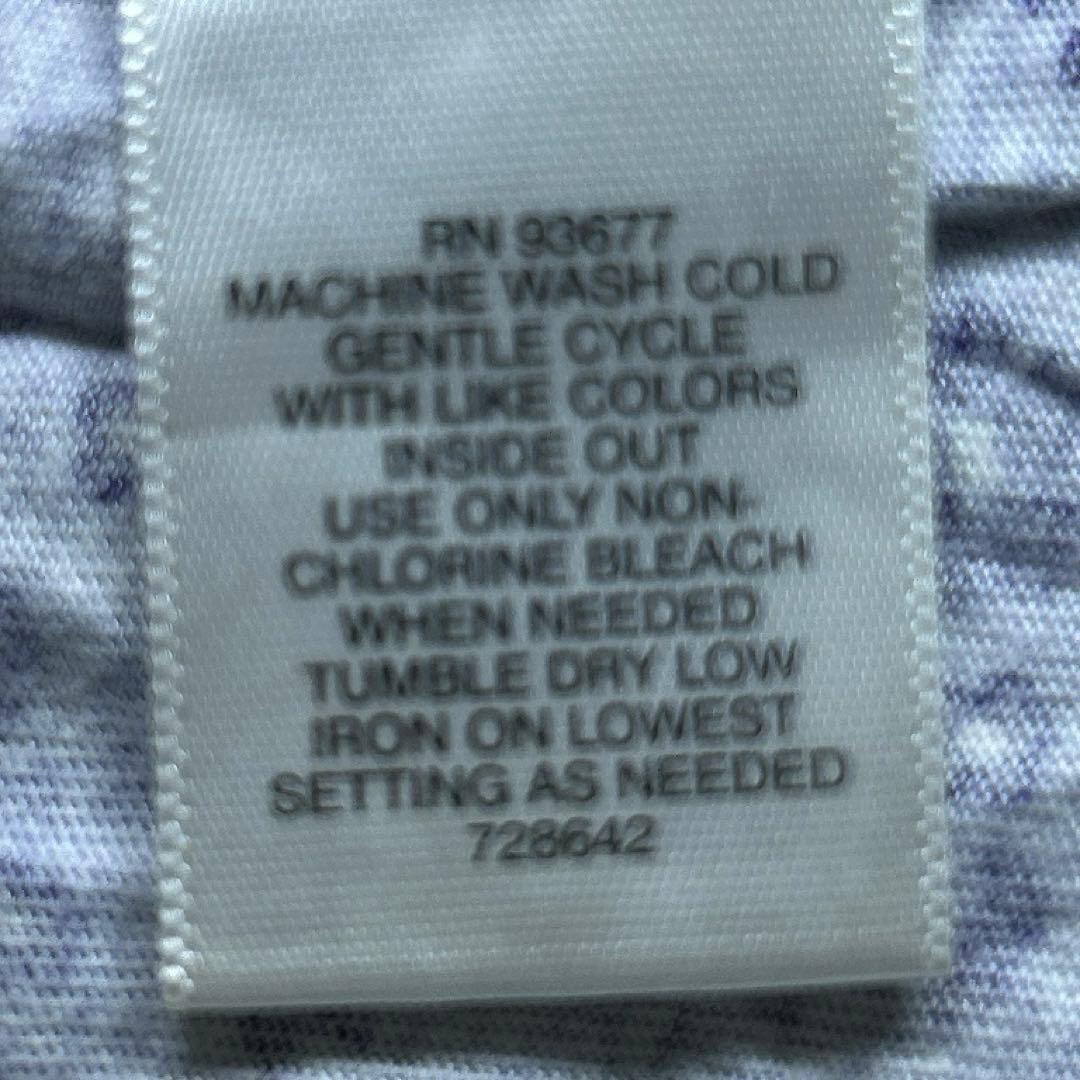 RN 93677
MACHINE WASH COLD
GENTLE CYCLE
WITH LIKE COLORS
INSIDE OUT
USE ONLY NON-
CHLORINE BLEACH
WHEN NEEDED
TUMBLE DRY LOW
IRON ON LOWEST
SETTING AS NEEDED
728642